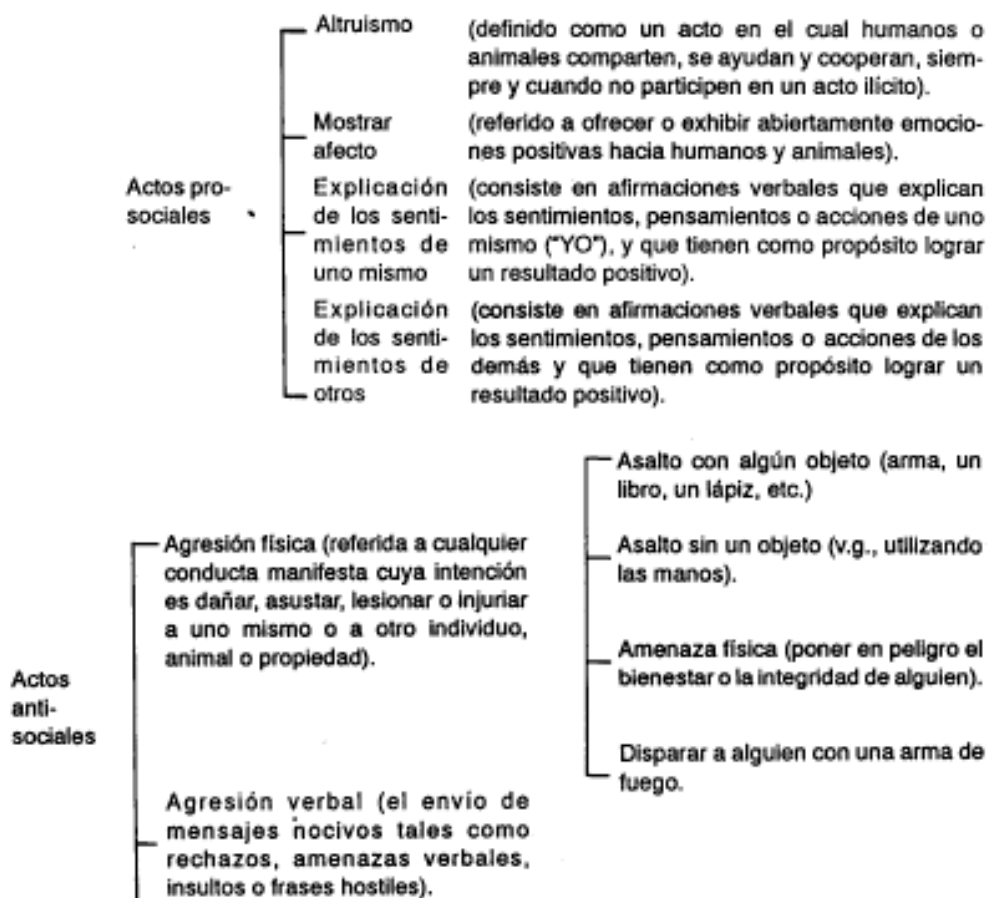 Altruismo (definido como un acto en el cual humanos o
animales comparten, se ayudan y cooperan, siem-
pre y cuando no participen en un acto ilícito).
Mostrar (referido a ofrecer o exhibir abiertamente emocio-
afecto nes positivas hacia humanos y animales).
Actos pro-
sociales
Explicación (consiste en afirmaciones verbales que explican
de los senti- los sentimientos, pensamientos o acciones de uno
mientos de mismo ("YO"), y que tienen como propósito lograr
uno mismo un resultado positivo).
Explicación (consiste en afirmaciones verbales que explican
de los senti- los sentimientos, pensamientos o acciones de los
mientos de demás y que tienen como propósito lograr un
otros resultado positivo).
Actos
anti-
sociales
Agresión física (referida a cualquier
conducta manifesta cuya intención
es dañar, asustar, lesionar o injuriar
a uno mismo o a otro individuo,
animal o propiedad).
Asalto con algún objeto (arma, un
libro, un lápiz, etc.)
Asalto sin un objeto (v.g., utilizando
las manos).
Amenaza física (poner en peligro el
bienestar o la integridad de alguien).
Disparar a alguien con una arma de
fuego.
Agresión verbal (el envío de
mensajes nocivos tales como
rechazos, amenazas verbales,
insultos o frases hostiles).